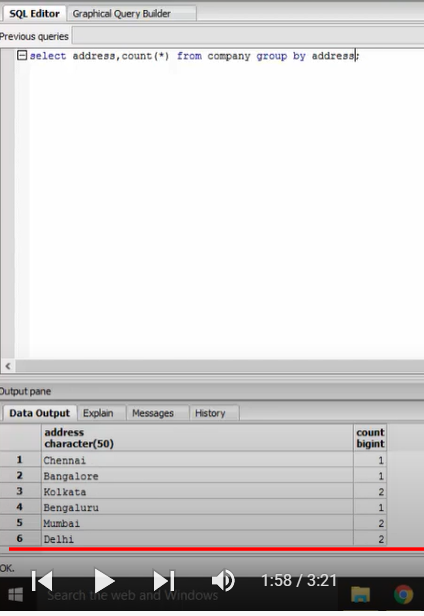 SQL Editor Graphical Query Builder
Previous queries
select address,count(*) from company group by address;
Output pane
Data Output Explain Messages History
address count
character(50) bigint
1 Chennai 1
2 Bangalore 1
3 Kolkata 2
4 Bengaluru 1
5 Mumbai 2
6 Delhi 2
OK.
1:58 / 3:21
Search the web and Windows